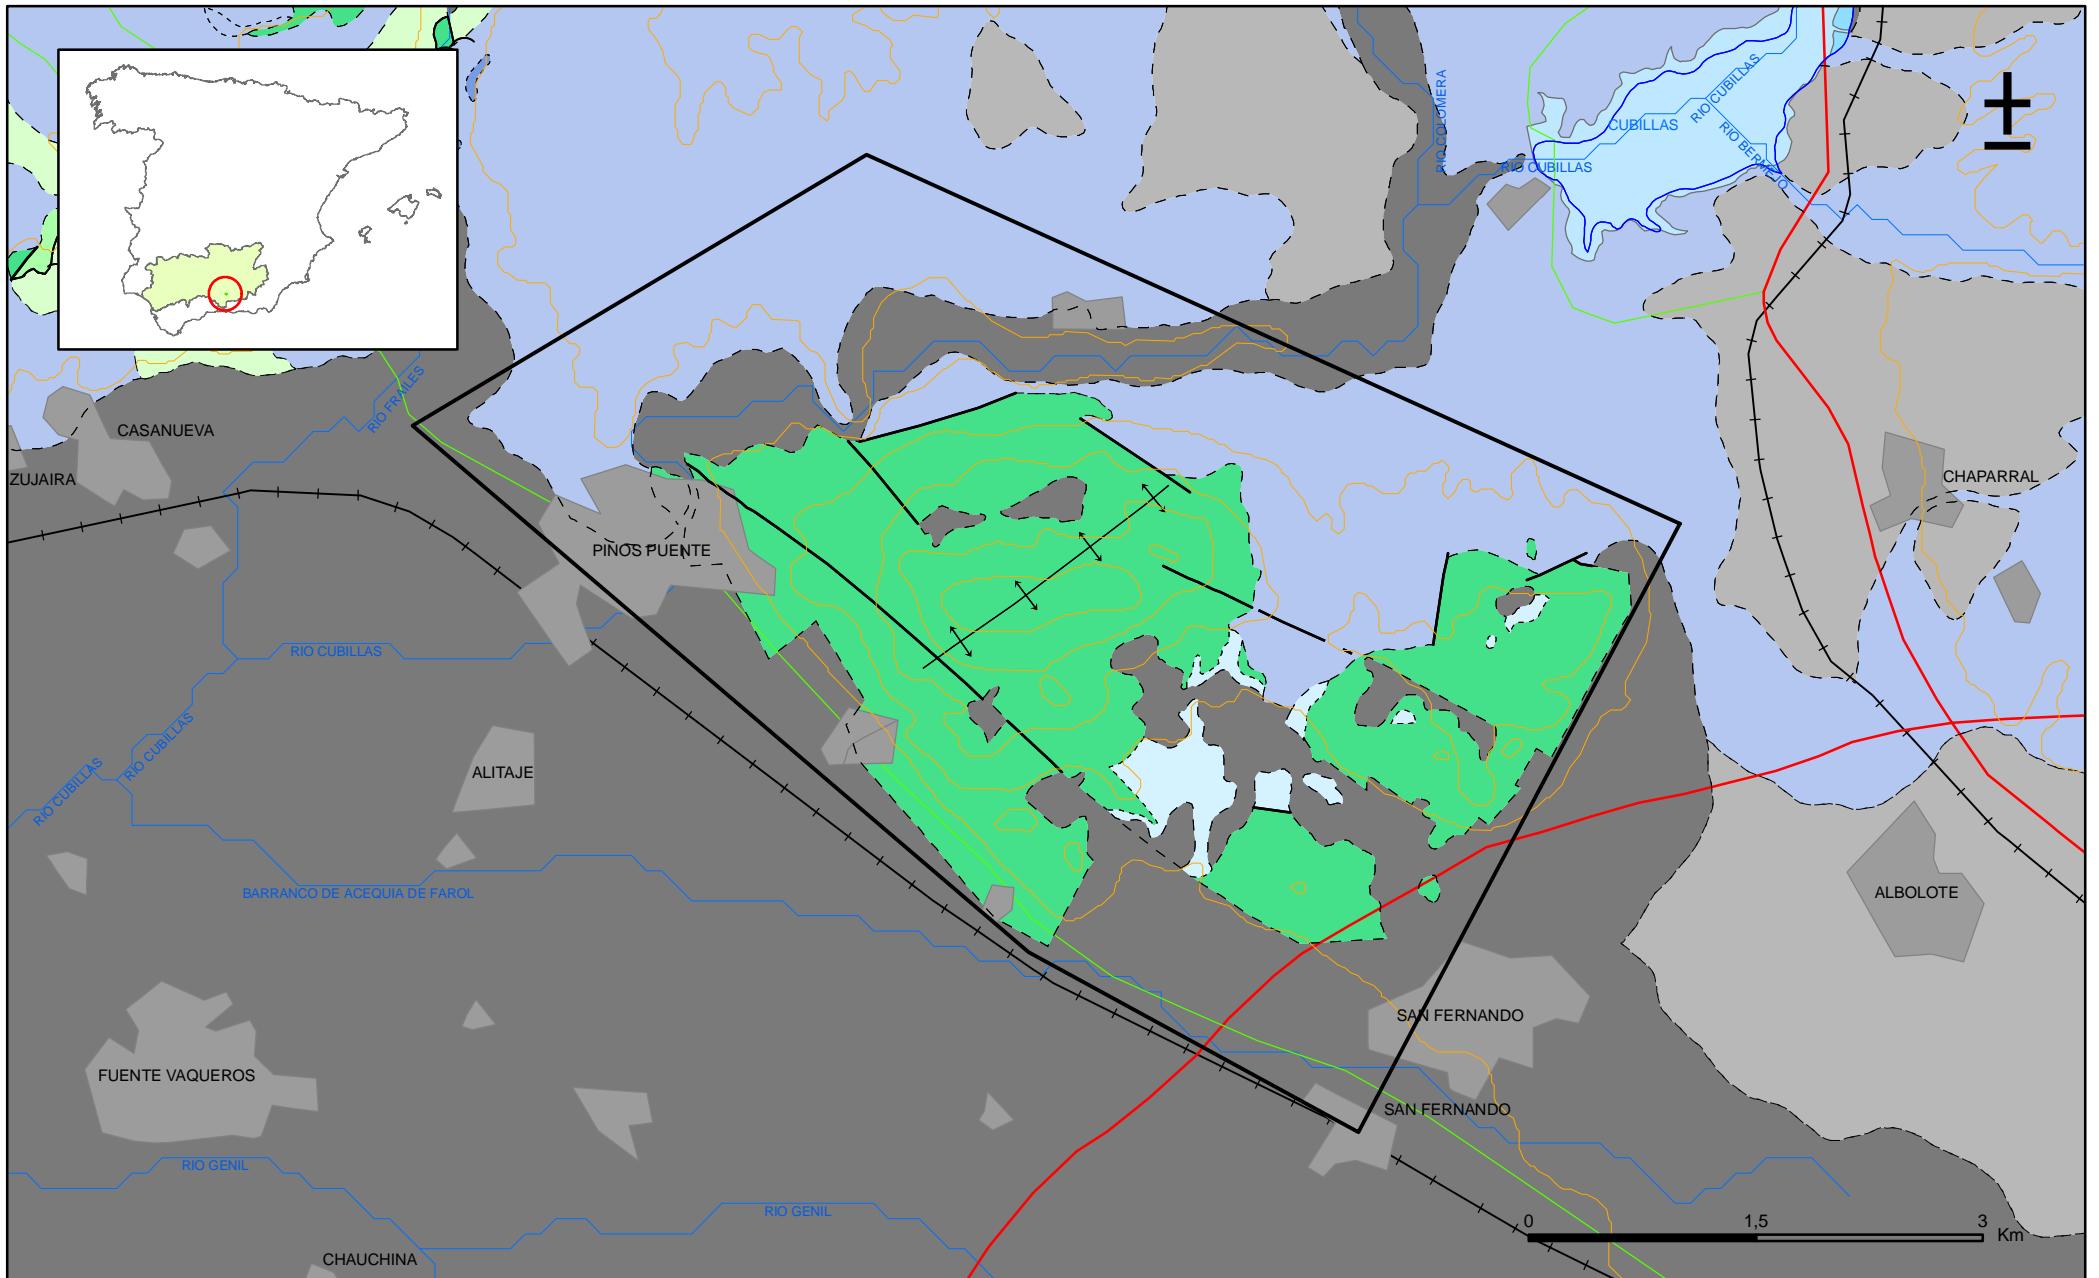 RIO COLOMERA
RIO CUBILLAS
CUBILLAS
RIO BERMEJO
RIO CUBILLAS
RIO FRAILES
CASANUEVA
ZUJAIRA
CHAPARRAL
PINOS PUENTE
RIO CUBILLAS
RIO CUBILLAS
RIO CUBILLAS
ALITAJE
BARRANCO DE ACEQUIA DE FAROL
ALBOLOTE
SAN FERNANDO
FUENTE VAQUEROS
SAN FERNANDO
RIO GENIL
RIO GENIL
CHAUCHINA
0 1,5 3
Km